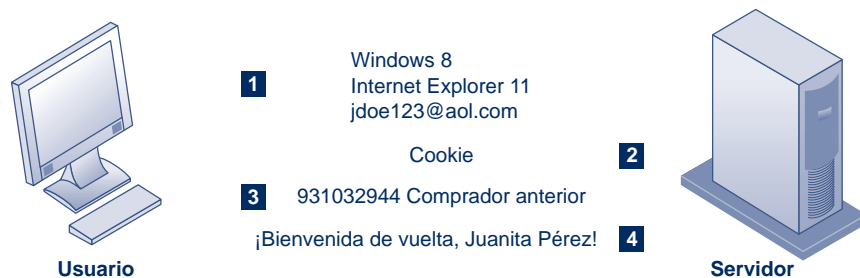 1
Windows 8
Internet Explorer 11
jdoe123@aol.com
Cookie 2
3 931032944 Comprador anterior
¡Bienvenida de vuelta, Juanita Pérez! 4
Usuario
Servidor